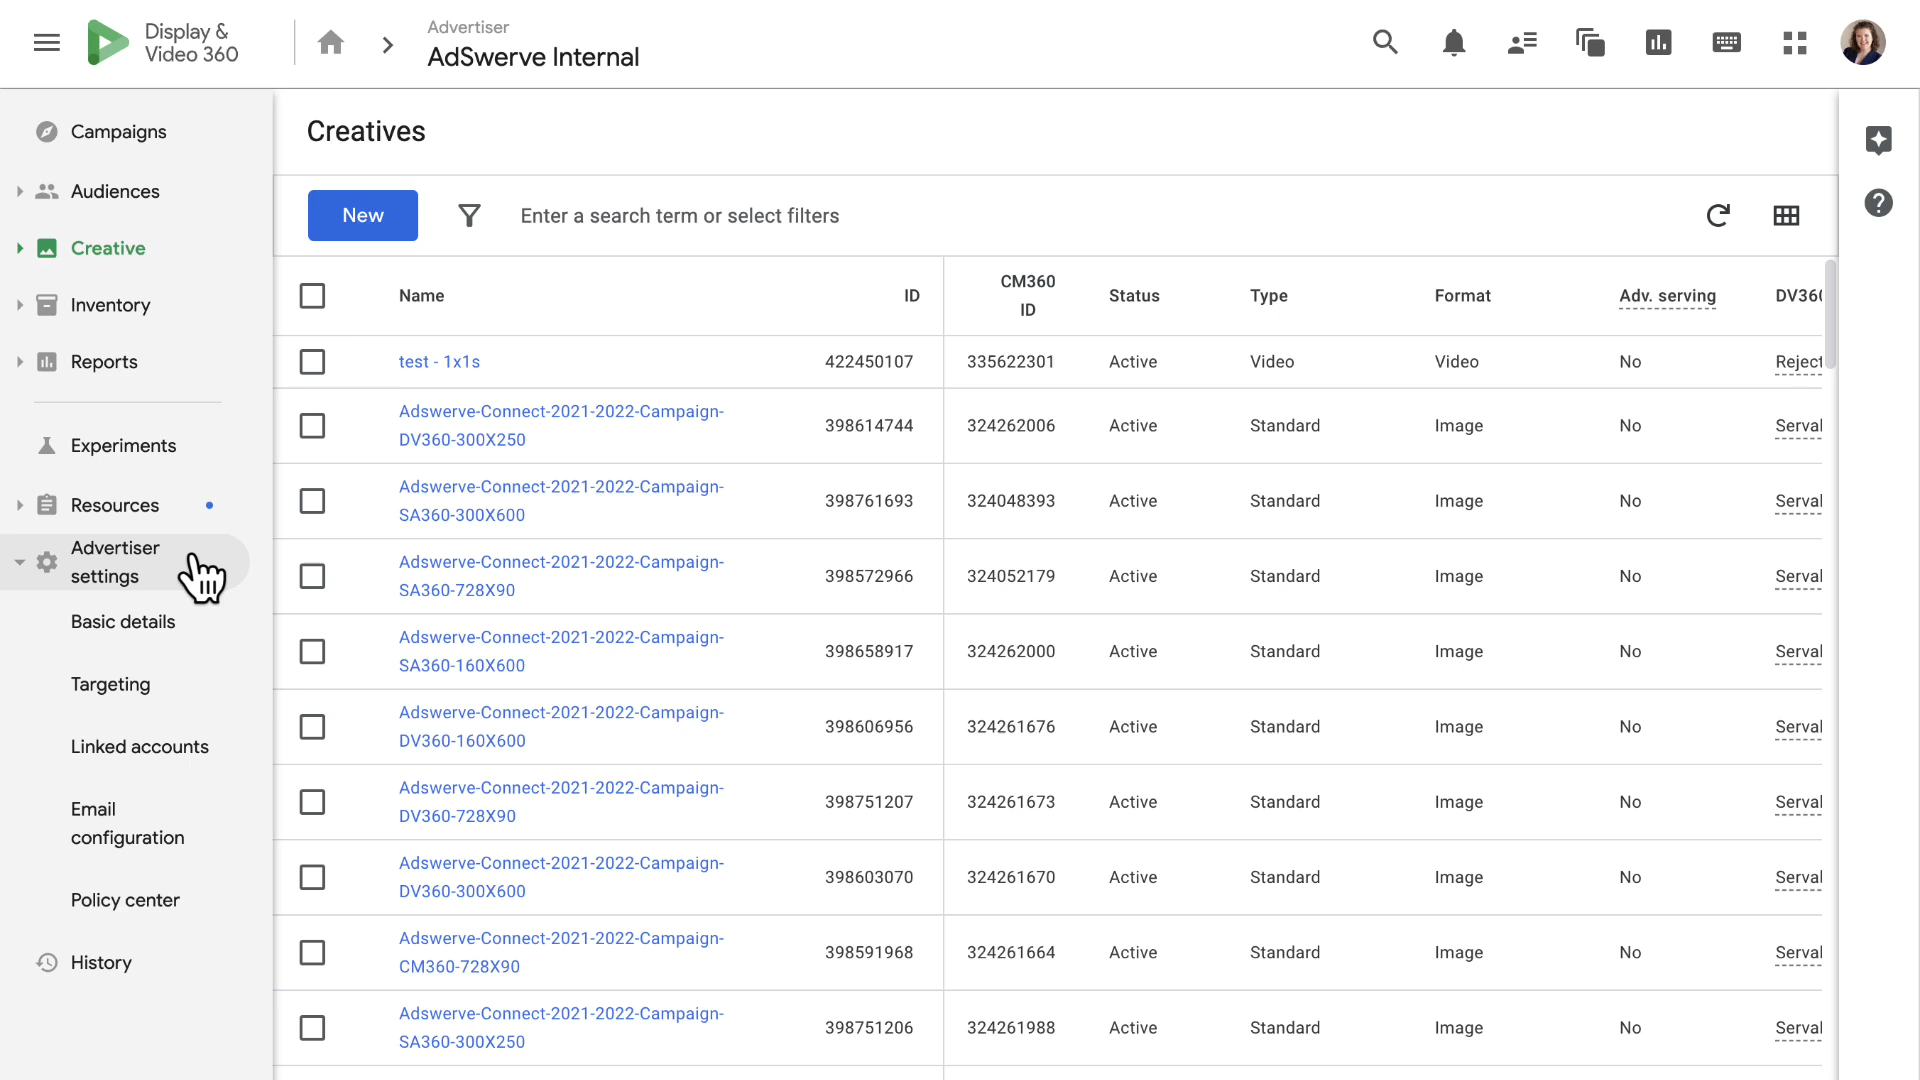 Display &
Video 360
Advertiser
AdSwerve Internal
Campaigns
Audiences
Creative
Inventory
Reports
Experiments
Resources
Advertiser
settings
Basic details
Targeting
Linked accounts
Email
configuration
Policy center
History
Creatives
New
Enter a search term or select filters
Name ID CM360 ID Status Type Format Adv. serving DV360
test - 1x1s 422450107 335622301 Active Video Video No Reject
Adswerve-Connect-2021-2022-Campaign-
DV360-300X250 398614744 324262006 Active Standard Image No Serval
Adswerve-Connect-2021-2022-Campaign-
SA360-300X600 398761693 324048393 Active Standard Image No Serval
Adswerve-Connect-2021-2022-Campaign-
SA360-728X90 398572966 324052179 Active Standard Image No Serval
Adswerve-Connect-2021-2022-Campaign-
SA360-160X600 398658917 324262000 Active Standard Image No Serval
Adswerve-Connect-2021-2022-Campaign-
DV360-160X600 398606956 324261676 Active Standard Image No Serval
Adswerve-Connect-2021-2022-Campaign-
DV360-728X90 398751207 324261673 Active Standard Image No Serval
Adswerve-Connect-2021-2022-Campaign-
DV360-300X600 398603070 324261670 Active Standard Image No Serval
Adswerve-Connect-2021-2022-Campaign-
CM360-728X90 398591968 324261664 Active Standard Image No Serval
Adswerve-Connect-2021-2022-Campaign-
SA360-300X250 398751206 324261988 Active Standard Image No Serval